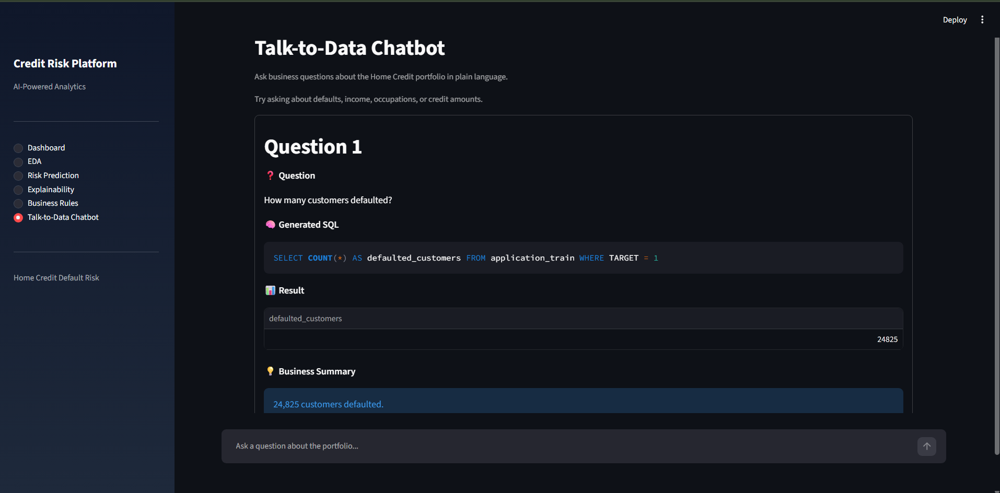 Deploy
Credit Risk Platform
AI-Powered Analytics
Dashboard
EDA
Risk Prediction
Explainability
Business Rules
Talk-to-Data Chatbot
Home Credit Default Risk
Talk-to-Data Chatbot
Ask business questions about the Home Credit portfolio in plain language.
Try asking about defaults, income, occupations, or credit amounts.
Question 1
❓ Question
How many customers defaulted?
🧠 Generated SQL
SELECT COUNT(*) AS defaulted_customers FROM application_train WHERE TARGET = 1
📊 Result
defaulted_customers
24825
💡 Business Summary
24,825 customers defaulted.
Ask a question about the portfolio...